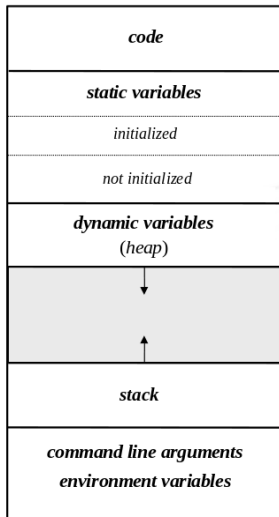 code
static variables
initialized
not initialized
dynamic variables
(heap)
stack
command line arguments
environment variables